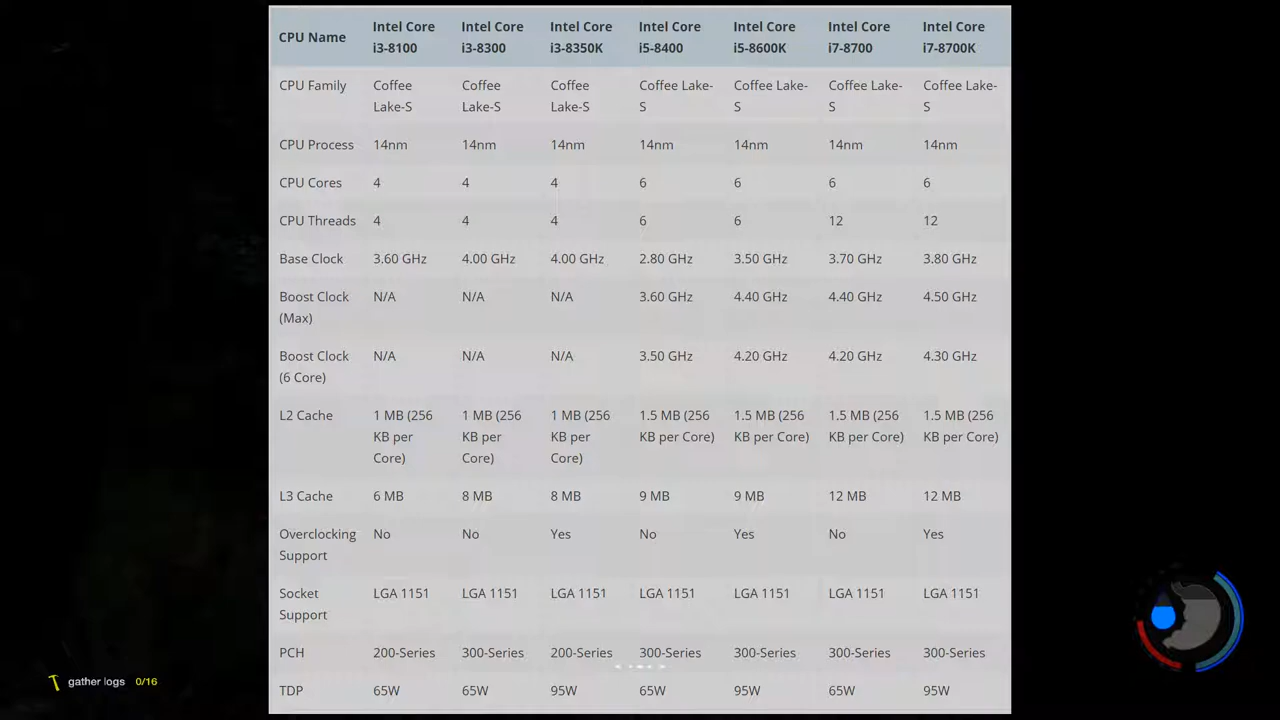 CPU Name Intel Core i3-8100 Intel Core i3-8300 Intel Core i3-8350K Intel Core i5-8400 Intel Core i5-8600K Intel Core i7-8700 Intel Core i7-8700K
CPU Family Coffee Lake-S Coffee Lake-S Coffee Lake-S Coffee Lake-S Coffee Lake-S Coffee Lake-S Coffee Lake-S
CPU Process 14nm 14nm 14nm 14nm 14nm 14nm 14nm
CPU Cores 4 4 4 6 6 6 6
CPU Threads 4 4 4 6 6 12 12
Base Clock 3.60 GHz 4.00 GHz 4.00 GHz 2.80 GHz 3.50 GHz 3.70 GHz 3.80 GHz
Boost Clock (Max) N/A N/A N/A 3.60 GHz 4.40 GHz 4.40 GHz 4.50 GHz
Boost Clock (6 Core) N/A N/A N/A 3.50 GHz 4.20 GHz 4.20 GHz 4.30 GHz
L2 Cache 1 MB (256 KB per Core) 1 MB (256 KB per Core) 1 MB (256 KB per Core) 1.5 MB (256 KB per Core) 1.5 MB (256 KB per Core) 1.5 MB (256 KB per Core) 1.5 MB (256 KB per Core)
L3 Cache 6 MB 8 MB 8 MB 9 MB 9 MB 12 MB 12 MB
Overclocking Support No No Yes No Yes No Yes
Socket Support LGA 1151 LGA 1151 LGA 1151 LGA 1151 LGA 1151 LGA 1151 LGA 1151
PCH 200-Series 300-Series 200-Series 300-Series 300-Series 300-Series 300-Series
TDP 65W 65W 95W 65W 95W 65W 95W
gather logs 0/16